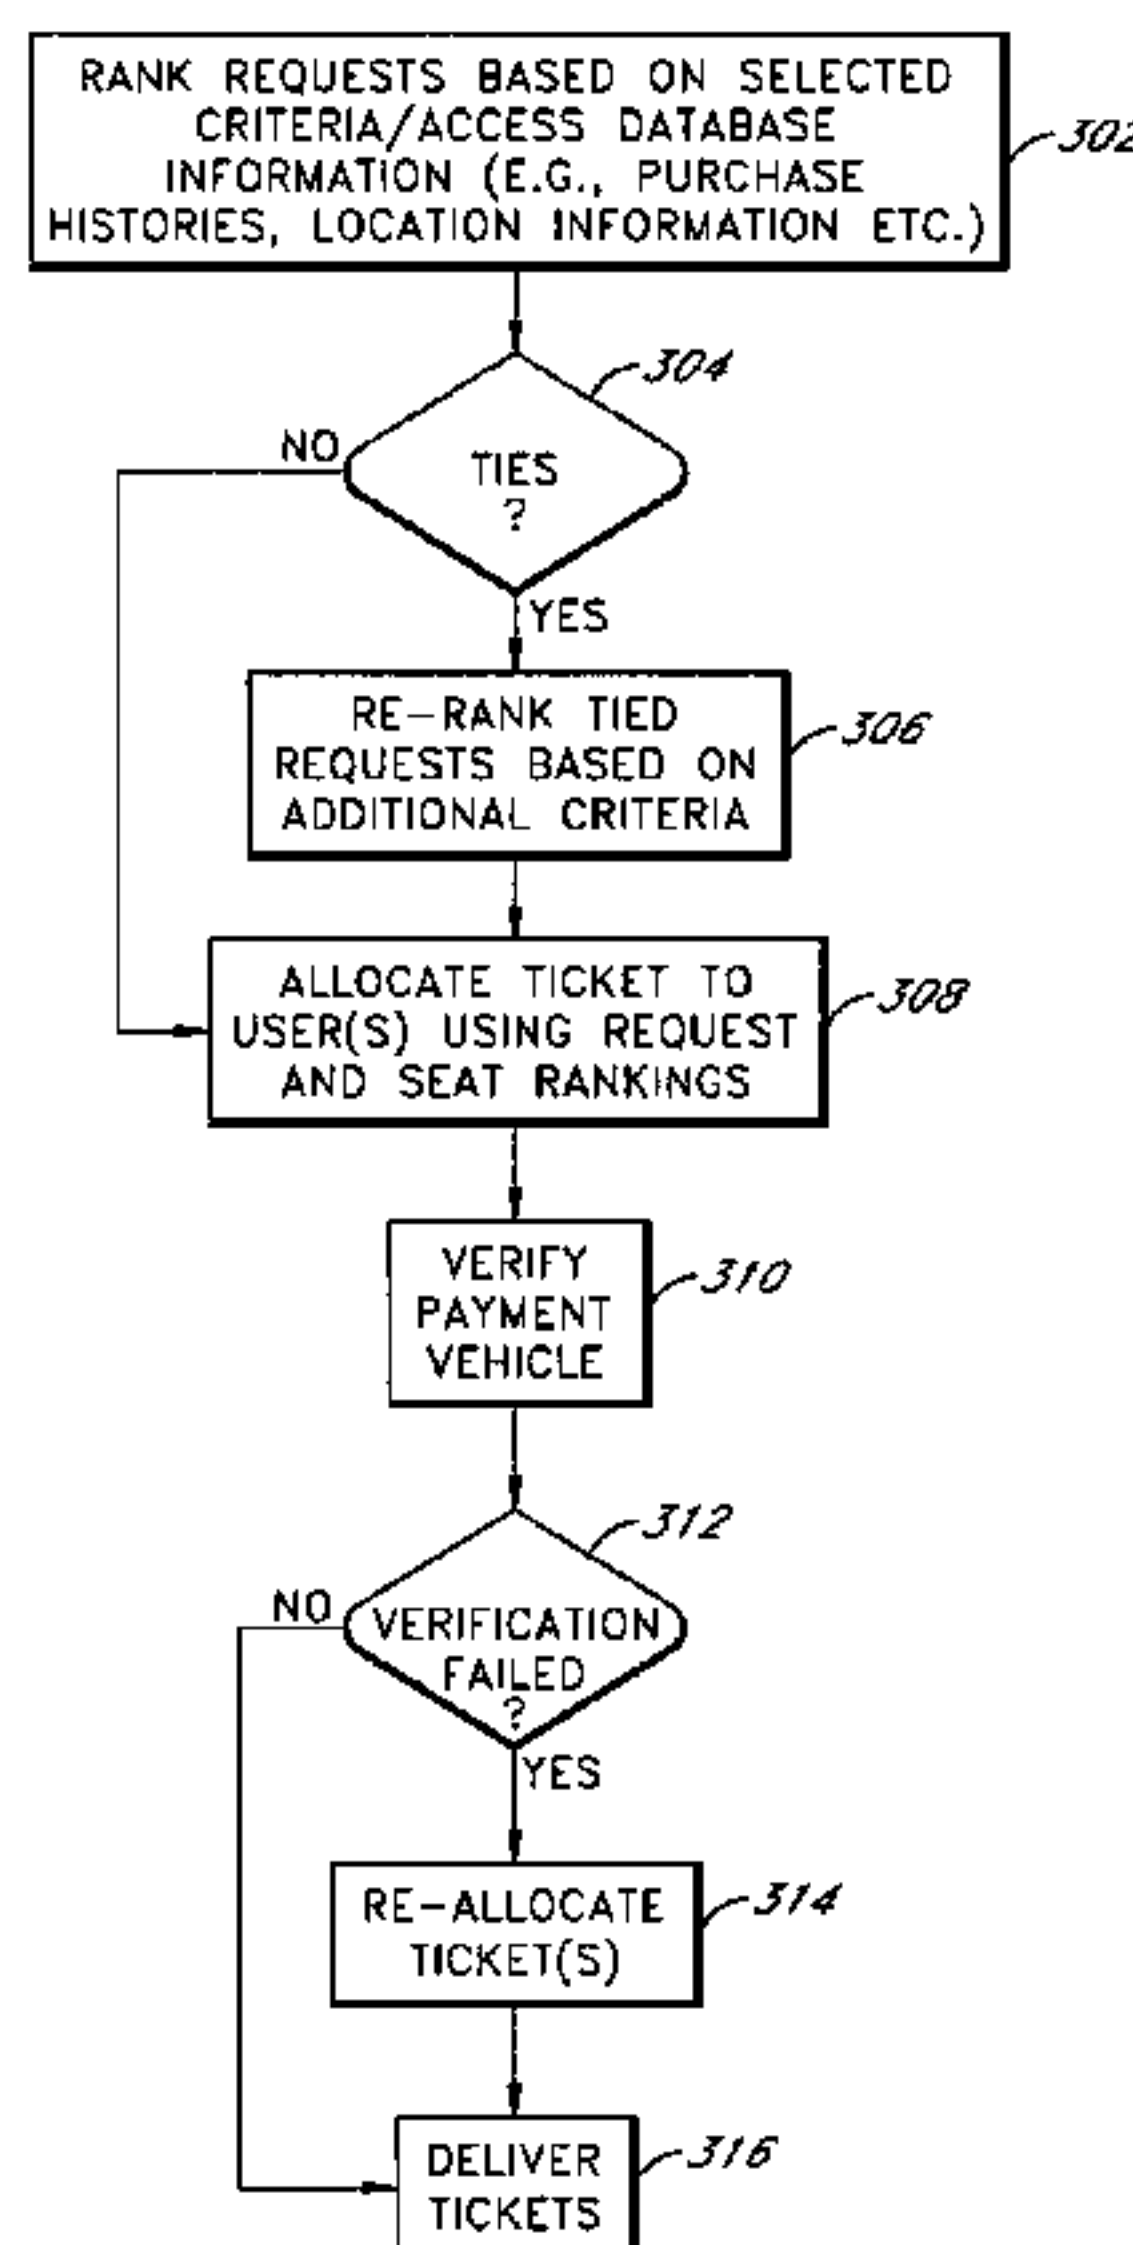 RANK REQUESTS BASED ON SELECTED
CRITERIA/ACCESS DATABASE
INFORMATION (E.G., PURCHASE
HISTORIES, LOCATION INFORMATION ETC.)
302
304
NO
TIES
?
YES
RE-RANK TIED
REQUESTS BASED ON
ADDITIONAL CRITERIA
306
ALLOCATE TICKET TO
USER(S) USING REQUEST
AND SEAT RANKINGS
308
VERIFY
PAYMENT
VEHICLE
310
312
NO
VERIFICATION
FAILED
?
YES
RE-ALLOCATE
TICKET(S)
314
DELIVER
TICKETS
316